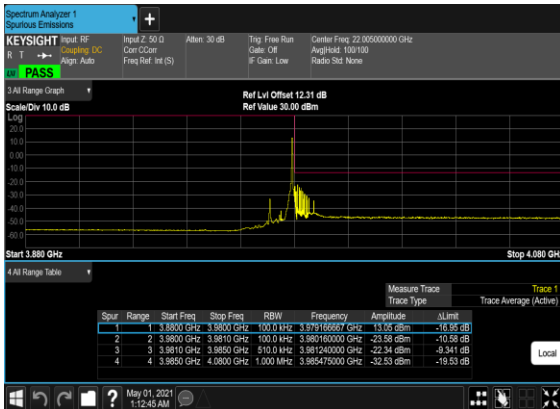 Spectrum Analyzer 1
Spurious Emissions
+
KEYSIGHT Input: RF Input Z: 50 Ω Atten: 30 dB Trig: Free Run Center Freq: 22.005000000 GHz
R T Coupling: DC Corr CCorr Gate: Off Avg|Hold: 100/100
Align: Auto Freq Ref: Int (S) IF Gain: Low Radio Std: None
LXI PASS
3 All Range Graph
Ref Lvl Offset 12.31 dB
Scale/Div 10.0 dB Ref Value 30.00 dBm
Log
20.0
10.0
0.00
-10.0
-20.0
-30.0
-40.0
-50.0
-60.0
Start 3.880 GHz Stop 4.080 GHz
4 All Range Table
Measure Trace Trace 1
Trace Type Trace Average (Active)
Spur Range Start Freq Stop Freq RBW Frequency Amplitude ΔLimit
1 1 3.8800 GHz 3.9800 GHz 100.0 kHz 3.979166667 GHz 13.05 dBm -16.95 dB
2 2 3.9800 GHz 3.9810 GHz 100.0 kHz 3.980160000 GHz -23.58 dBm -10.58 dB
3 3 3.9810 GHz 3.9850 GHz 510.0 kHz 3.981240000 GHz -22.34 dBm -9.341 dB
4 4 3.9850 GHz 4.0800 GHz 1.000 MHz 3.985475000 GHz -32.53 dBm -19.53 dB
Local
?
May 01, 2021
1:12:45 AM